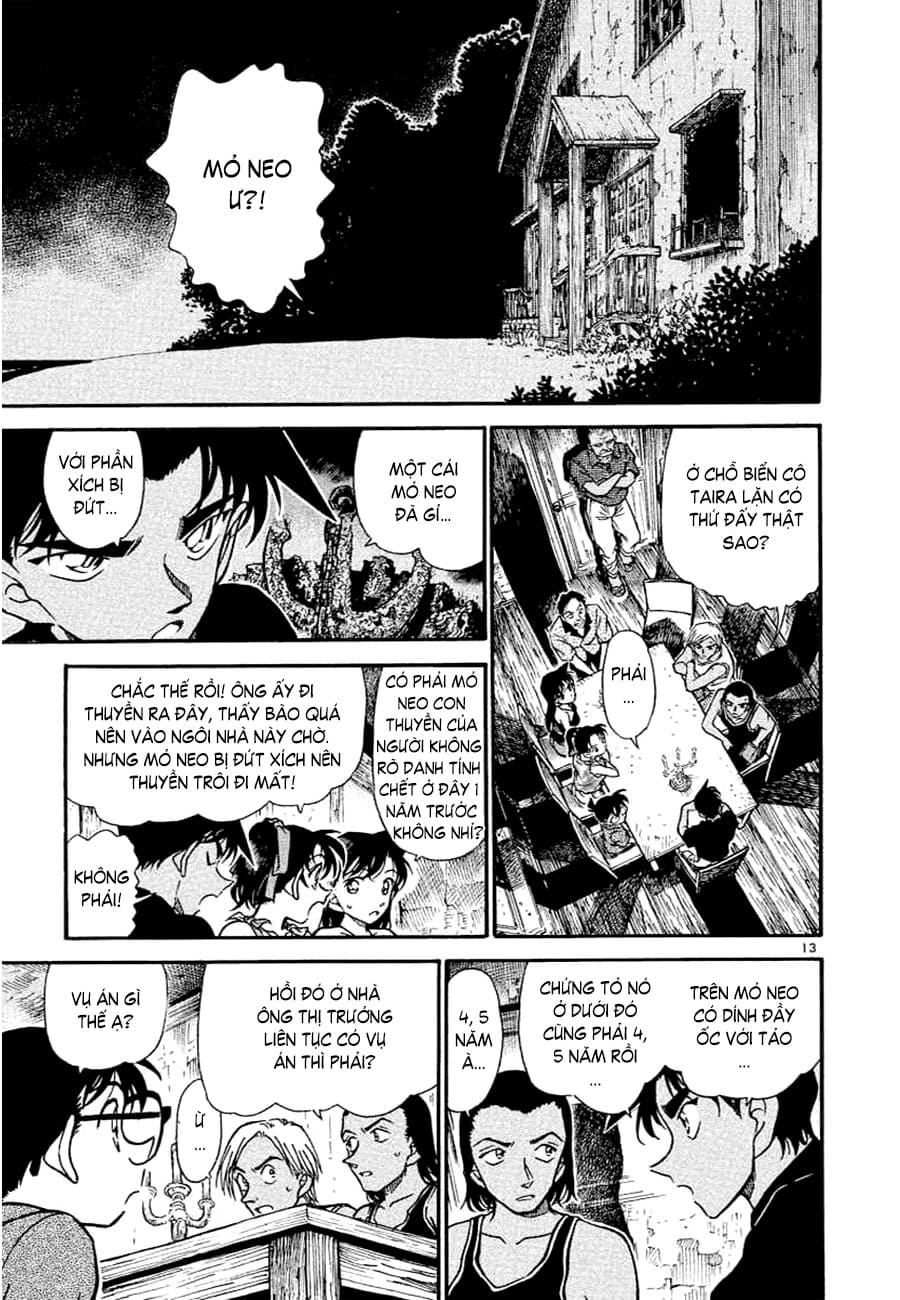 MỎ NEO
Ư?!
Ở CHỖ BIỂN CÔ
TAIRA LẶN CÓ
THỨ ĐẤY THẬT
SAO?
PHẢI
...
MỘT CÁI
MỎ NEO
ĐÃ GỈ...
VỚI PHẦN
XÍCH BỊ
ĐỨT...
CÓ PHẢI MỎ
NEO CON
THUYỀN CỦA
NGƯỜI KHÔNG
RÕ DANH TÍNH
CHẾT Ở ĐÂY 1
NĂM TRƯỚC
KHÔNG NHỈ?
CHẮC THẾ RỒI! ÔNG ẤY ĐI
THUYỀN RA ĐÂY, THẤY BÃO QUÁ
NÊN VÀO NGÔI NHÀ NÀY CHỜ.
NHƯNG MỎ NEO BỊ ĐỨT XÍCH NÊN
THUYỀN TRÔI ĐI MẤT!
KHÔNG
PHẢI!
13
TRÊN MỎ NEO
CÓ DÍNH ĐẦY
ỐC VỚI TẢO
...
CHỨNG TỎ NÓ
Ở DƯỚI ĐÓ
CŨNG PHẢI 4,
5 NĂM RỒI
...
4, 5
NĂM
À...
HỒI ĐÓ Ở NHÀ
ÔNG THỊ TRƯỞNG
LIÊN TỤC CÓ VỤ
ÁN THÌ PHẢI?
Ừ
...
VỤ ÁN GÌ
THẾ Ạ?